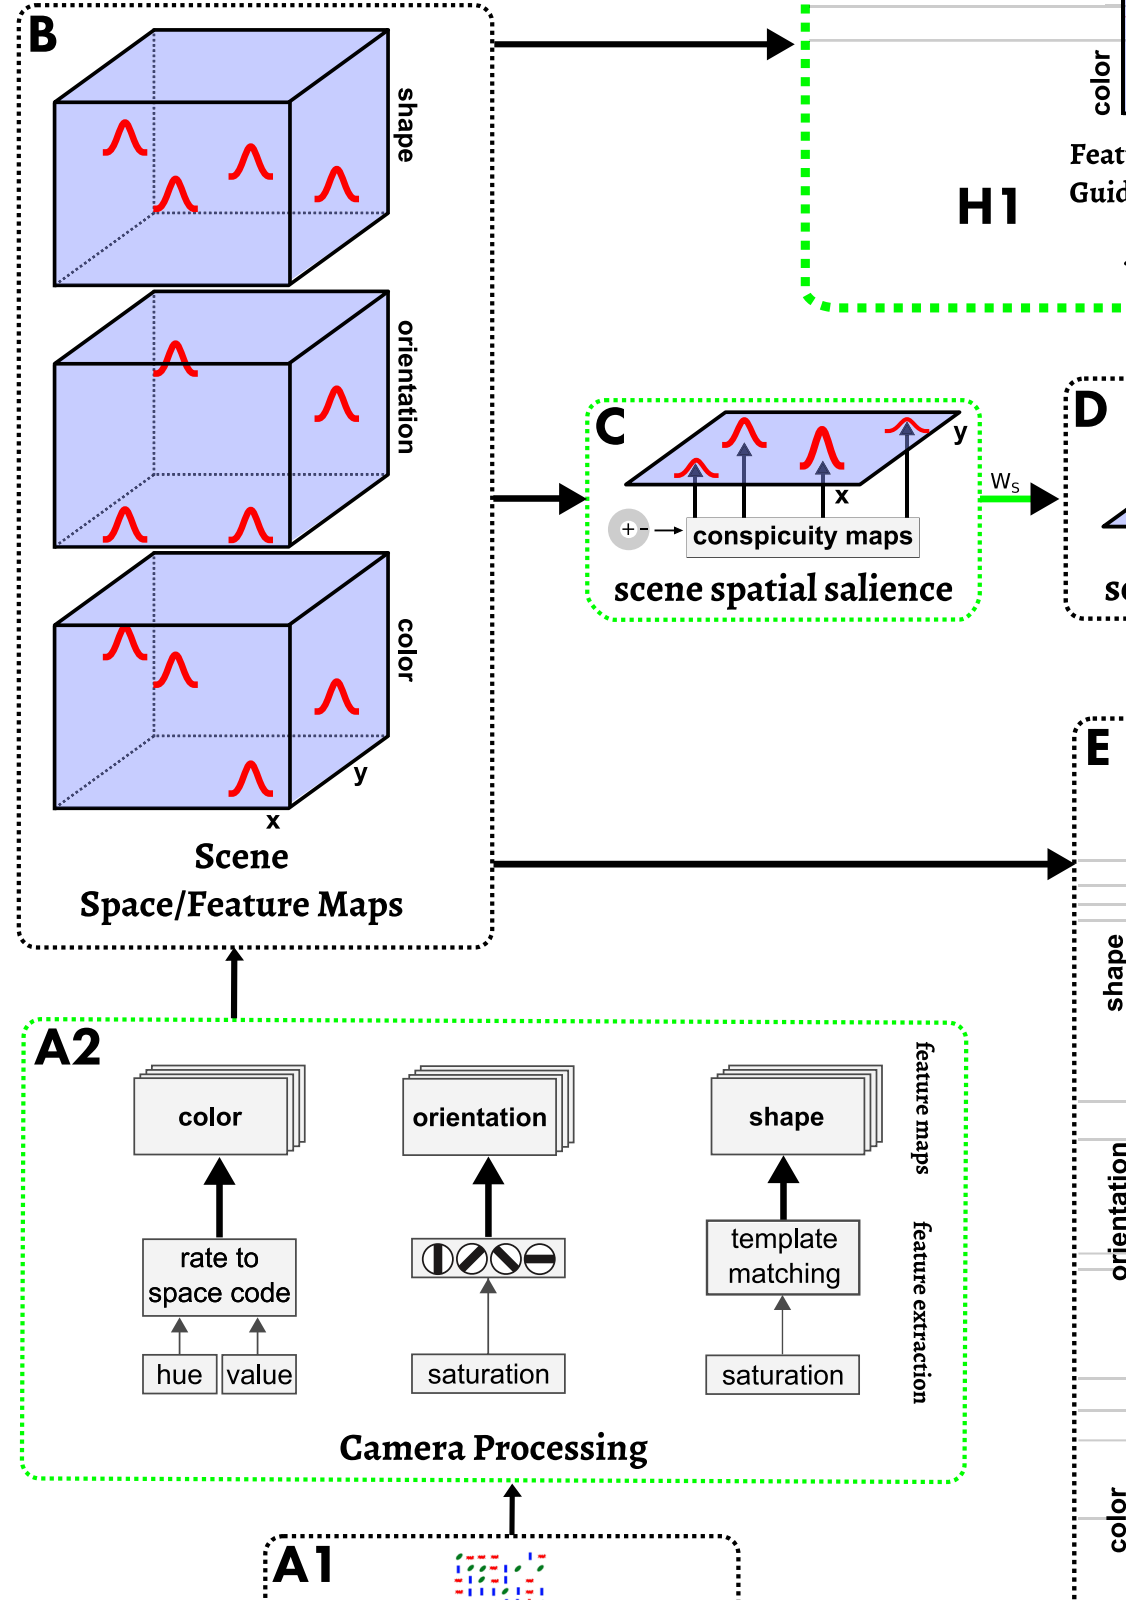 B
shape
orientation
color
y
x
Scene
Space/Feature Maps
color
H1
C
y
x
+ -
conspicuity maps
scene spatial salience
W_S
D
E
shape
orientation
color
A2
color
orientation
shape
feature maps
rate to
space code
template
matching
feature extraction
hue
value
saturation
saturation
Camera Processing
A1